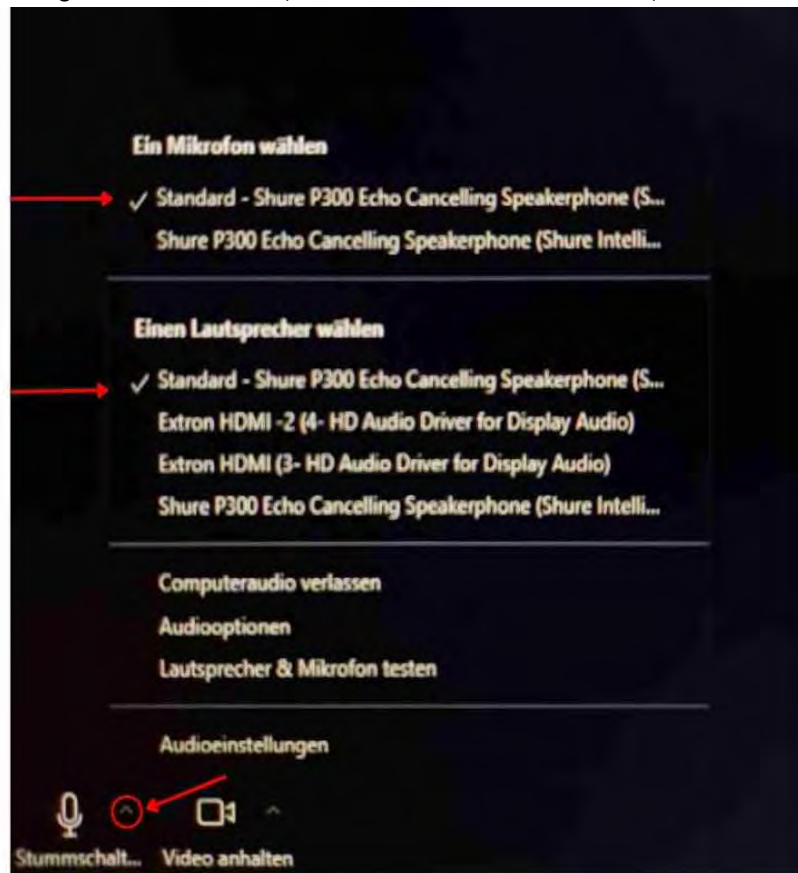 Ein Mikrofon wählen
Standard - Shure P300 Echo Cancelling Speakerphone (S...
Shure P300 Echo Cancelling Speakerphone (Shure Intelli...
Einen Lautsprecher wählen
Standard - Shure P300 Echo Cancelling Speakerphone (S...
Extron HDMI -2 (4- HD Audio Driver for Display Audio)
Extron HDMI (3- HD Audio Driver for Display Audio)
Shure P300 Echo Cancelling Speakerphone (Shure Intelli...
Computeraudio verlassen
Audiooptionen
Lautsprecher & Mikrofon testen
Audioeinstellungen
Stummschalt... Video anhalten